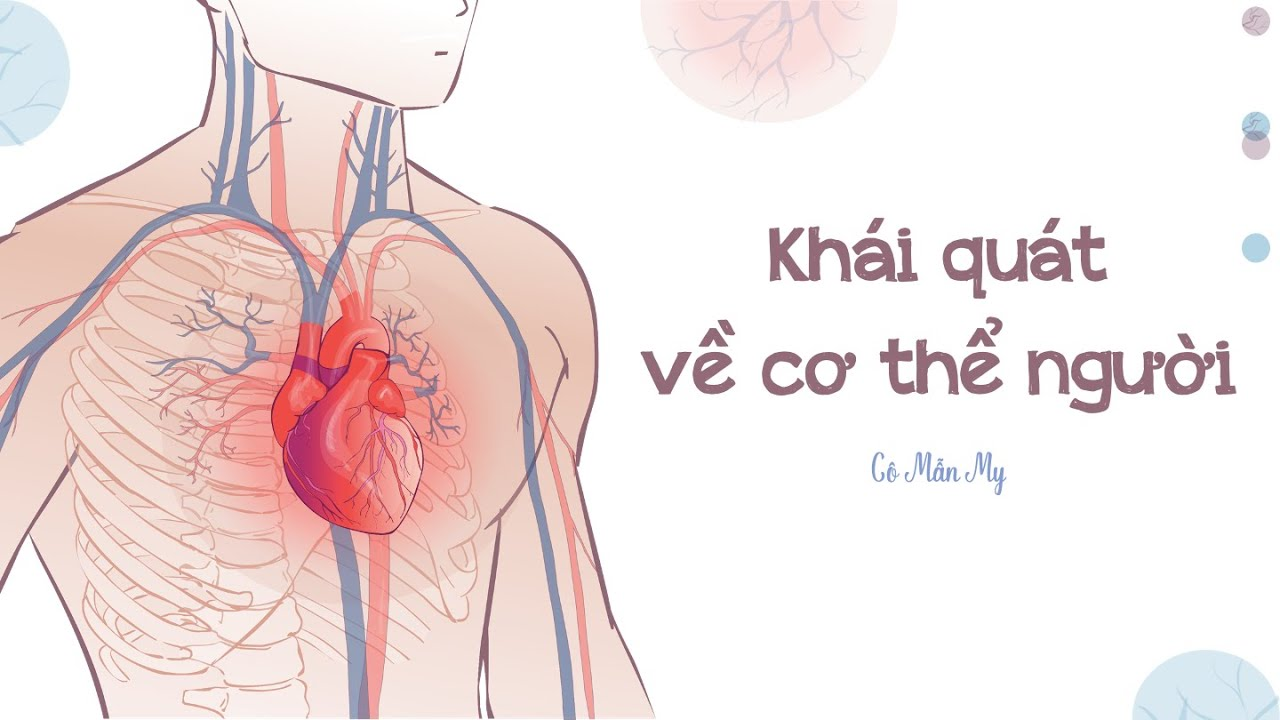 Khái quát
về cơ thể người
Cô Mẫn My